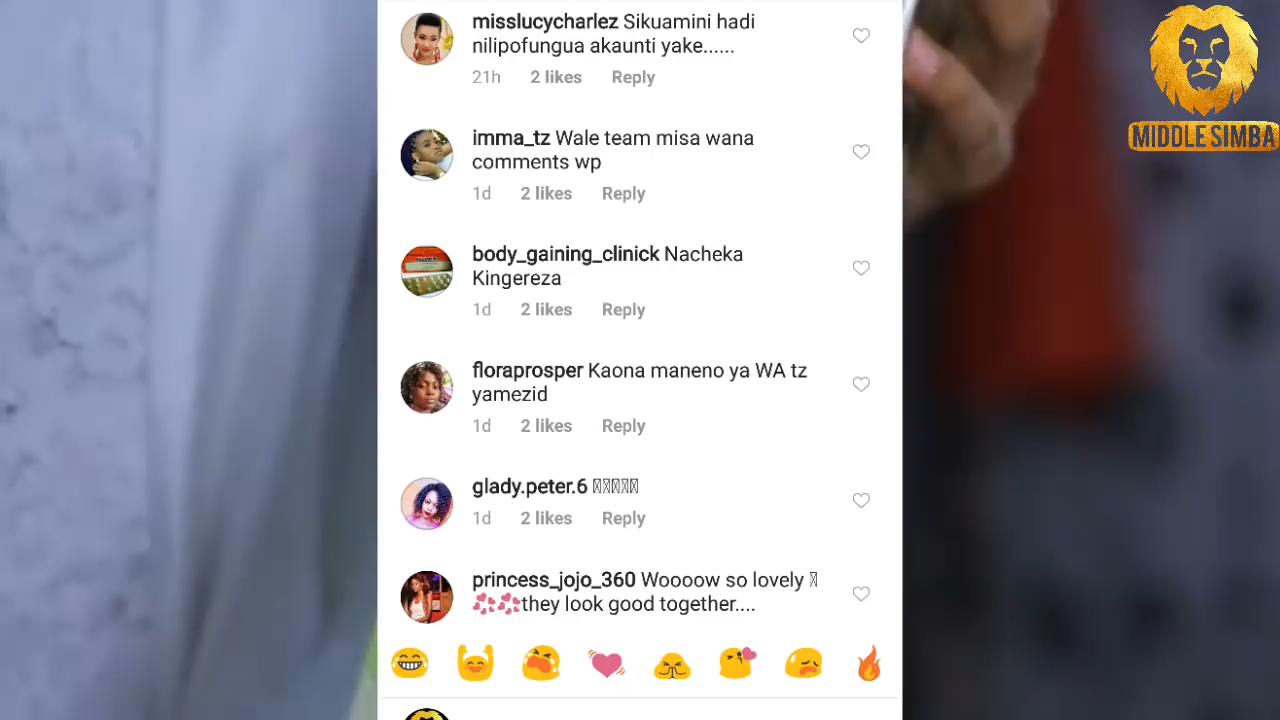 misslucycharlez Sikuamini hadi
nilipofungua akaunti yake......
21h 2 likes Reply
imma_tz Wale team misa wana
comments wp
1d 2 likes Reply
body_gaining_clinick Nacheka
Kingereza
1d 2 likes Reply
floraprosper Kaona maneno ya WA tz
yamezid
1d 2 likes Reply
glady.peter.6
1d 2 likes Reply
princess_jojo_360 Woooow so lovely
💞💞they look good together....
😂🙌😭💓🙏😘😥🔥
MIDDLE SIMBA